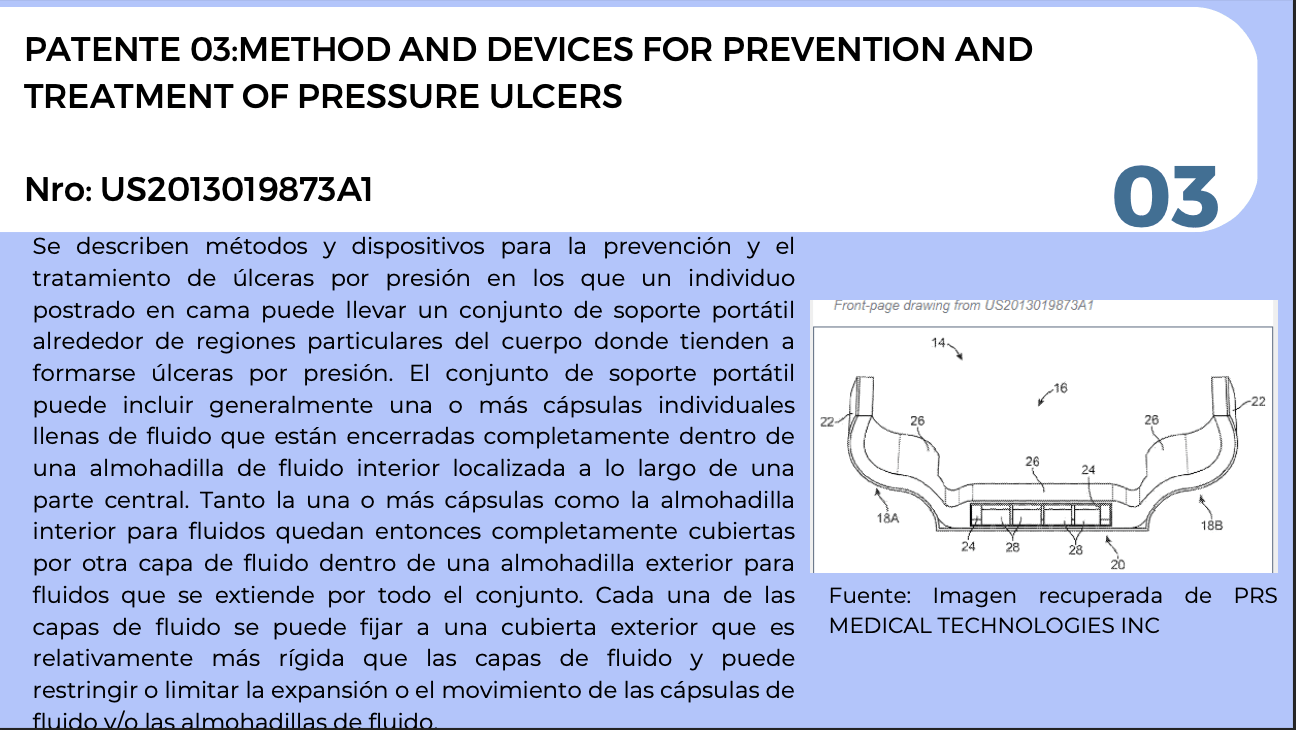 PATENTE 03:METHOD AND DEVICES FOR PREVENTION AND
TREATMENT OF PRESSURE ULCERS
Nro: US2013019873A1
03
Se describen métodos y dispositivos para la prevención y el
tratamiento de úlceras por presión en los que un individuo
postrado en cama puede llevar un conjunto de soporte portátil
alrededor de regiones particulares del cuerpo donde tienden a
formarse úlceras por presión. El conjunto de soporte portátil
puede incluir generalmente una o más cápsulas individuales
llenas de fluido que están encerradas completamente dentro de
una almohadilla de fluido interior localizada a lo largo de una
parte central. Tanto la una o más cápsulas como la almohadilla
interior para fluidos quedan entonces completamente cubiertas
por otra capa de fluido dentro de una almohadilla exterior para
fluidos que se extiende por todo el conjunto. Cada una de las
capas de fluido se puede fijar a una cubierta exterior que es
relativamente más rígida que las capas de fluido y puede
restringir o limitar la expansión o el movimiento de las cápsulas de
fluido y/o las almohadillas de fluido.
Front-page drawing from US2013019873A1
14
16
22
22
26
26
26
24
18A
18B
24
28
28
20
Fuente: Imagen recuperada de PRS
MEDICAL TECHNOLOGIES INC